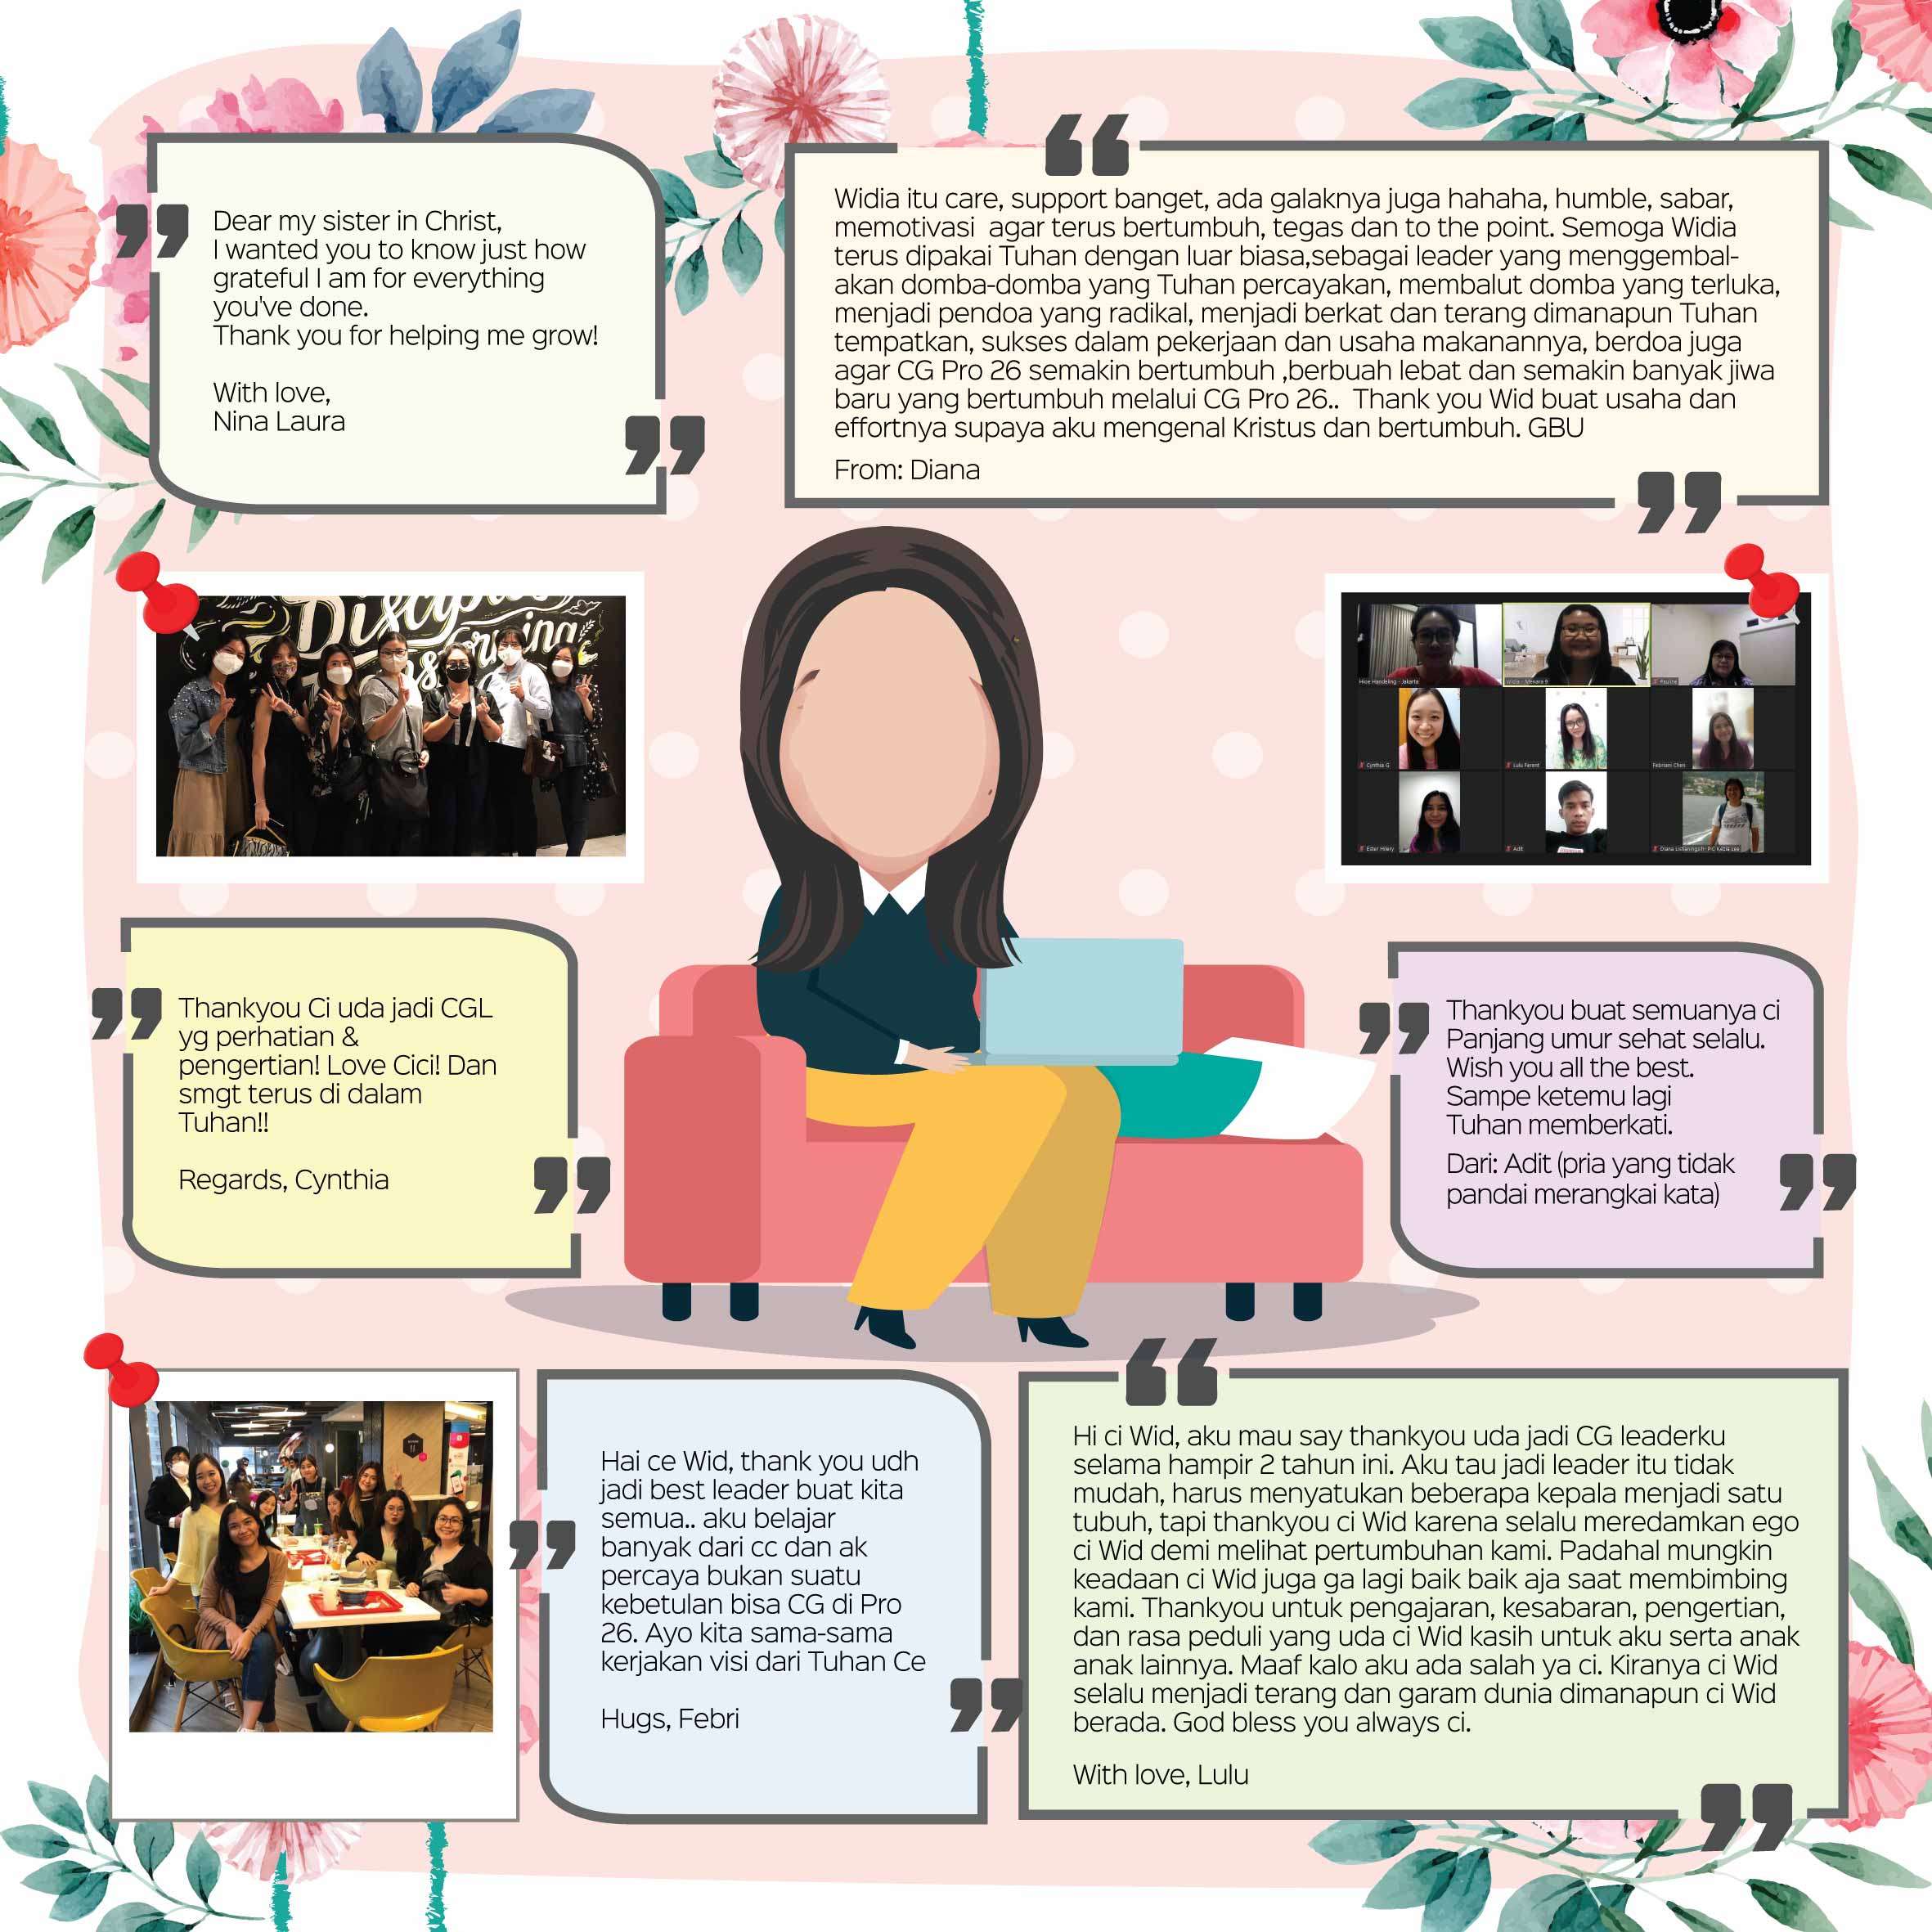 Dear my sister in Christ,
I wanted you to know just how
grateful I am for everything
you've done.
Thank you for helping me grow!
With love,
Nina Laura
Widia itu care, support banget, ada galaknya juga hahaha, humble, sabar,
memotivasi  agar terus bertumbuh, tegas dan to the point. Semoga Widia
terus dipakai Tuhan dengan luar biasa,sebagai leader yang menggembal-
akan domba-domba yang Tuhan percayakan, membalut domba yang terluka,
menjadi pendoa yang radikal, menjadi berkat dan terang dimanapun Tuhan
tempatkan, sukses dalam pekerjaan dan usaha makanannya, berdoa juga
agar CG Pro 26 semakin bertumbuh ,berbuah lebat dan semakin banyak jiwa
baru yang bertumbuh melalui CG Pro 26..  Thank you Wid buat usaha dan
effortnya supaya aku mengenal Kristus dan bertumbuh. GBU
From: Diana
Cynthia G
Lulu Ferent
Febriani Chen
Ester Hilery
Adit
Thankyou Ci uda jadi CGL
yg perhatian &
pengertian! Love Cici! Dan
smgt terus di dalam
Tuhan!!
Regards, Cynthia
Thankyou buat semuanya ci
Panjang umur sehat selalu.
Wish you all the best.
Sampe ketemu lagi
Tuhan memberkati.
Dari: Adit (pria yang tidak
pandai merangkai kata)
Hai ce Wid, thank you udh
jadi best leader buat kita
semua.. aku belajar
banyak dari cc dan ak
percaya bukan suatu
kebetulan bisa CG di Pro
26. Ayo kita sama-sama
kerjakan visi dari Tuhan Ce
Hugs, Febri
Hi ci Wid, aku mau say thankyou uda jadi CG leaderku
selama hampir 2 tahun ini. Aku tau jadi leader itu tidak
mudah, harus menyatukan beberapa kepala menjadi satu
tubuh, tapi thankyou ci Wid karena selalu meredamkan ego
ci Wid demi melihat pertumbuhan kami. Padahal mungkin
keadaan ci Wid juga ga lagi baik baik aja saat membimbing
kami. Thankyou untuk pengajaran, kesabaran, pengertian,
dan rasa peduli yang uda ci Wid kasih untuk aku serta anak
anak lainnya. Maaf kalo aku ada salah ya ci. Kiranya ci Wid
selalu menjadi terang dan garam dunia dimanapun ci Wid
berada. God bless you always ci.
With love, Lulu